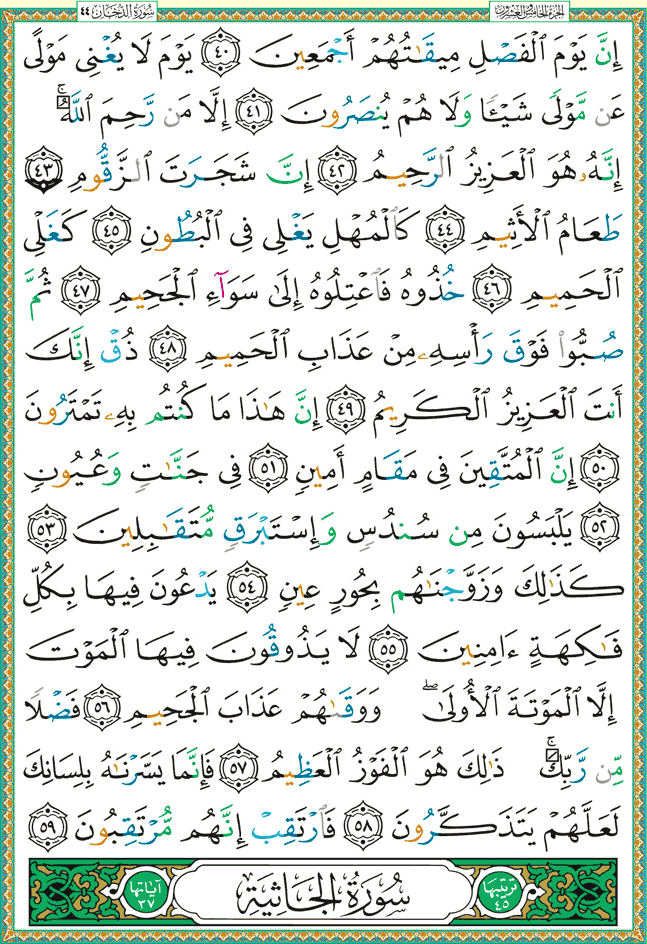 الجزء الخامس والعشرون سورة الدخان ٤٤
إِنَّ يَوْمَ ٱلْفَصْلِ مِيقَٰتُهُمْ أَجْمَعِينَ ٤٠ يَوْمَ لَا يُغْنِى مَوْلًى
عَن مَّوْلًى شَيْـًٔا وَلَا هُمْ يُنصَرُونَ ٤١ إِلَّا مَن رَّحِمَ ٱللَّهُ ۚ
إِنَّهُۥ هُوَ ٱلْعَزِيزُ ٱلرَّحِيمُ ٤٢ إِنَّ شَجَرَتَ ٱلزَّقُّومِ ٤٣
طَعَامُ ٱلْأَثِيمِ ٤٤ كَٱلْمُهْلِ يَغْلِى فِى ٱلْبُطُونِ ٤٥ كَغَلْىِ
ٱلْحَمِيمِ ٤٦ خُذُوهُ فَٱعْتِلُوهُ إِلَىٰ سَوَآءِ ٱلْجَحِيمِ ٤٧ ثُمَّ
صُبُّوا۟ فَوْقَ رَأْسِهِۦ مِنْ عَذَابِ ٱلْحَمِيمِ ٤٨ ذُقْ إِنَّكَ
أَنتَ ٱلْعَزِيزُ ٱلْكَرِيمُ ٤٩ إِنَّ هَٰذَا مَا كُنتُم بِهِۦ تَمْتَرُونَ
٥٠ إِنَّ ٱلْمُتَّقِينَ فِى مَقَامٍ أَمِينٍ ٥١ فِى جَنَّٰتٍ وَعُيُونٍ
٥٢ يَلْبَسُونَ مِن سُندُسٍ وَإِسْتَبْرَقٍ مُّتَقَٰبِلِينَ ٥٣
كَذَٰلِكَ وَزَوَّجْنَٰهُم بِحُورٍ عِينٍ ٥٤ يَدْعُونَ فِيهَا بِكُلِّ
فَٰكِهَةٍ ءَامِنِينَ ٥٥ لَا يَذُوقُونَ فِيهَا ٱلْمَوْتَ
إِلَّا ٱلْمَوْتَةَ ٱلْأُولَىٰ ۖ وَوَقَىٰهُمْ عَذَابَ ٱلْجَحِيمِ ٥٦ فَضْلًا
مِّن رَّبِّكَ ۚ ذَٰلِكَ هُوَ ٱلْفَوْزُ ٱلْعَظِيمُ ٥٧ فَإِنَّمَا يَسَّرْنَٰهُ بِلِسَانِكَ
لَعَلَّهُمْ يَتَذَكَّرُونَ ٥٨ فَٱرْتَقِبْ إِنَّهُم مُّرْتَقِبُونَ ٥٩
ترتيبها ٤٥ سُورَةُ الجَاثِيَة آياتها ٣٧